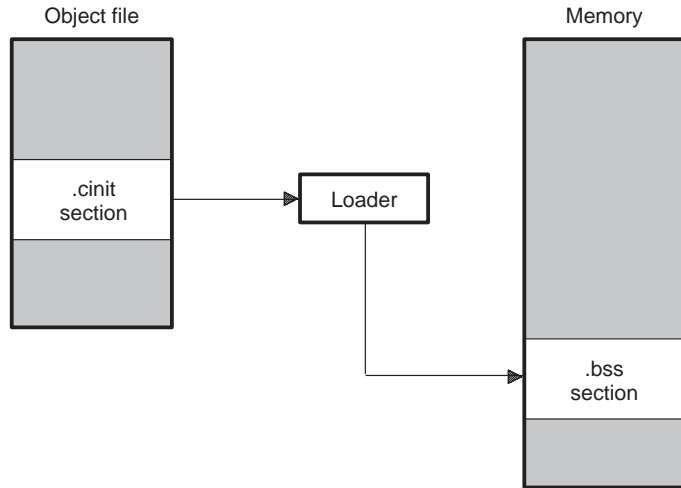 Object file
Memory
.cinit
section
Loader
.bss
section